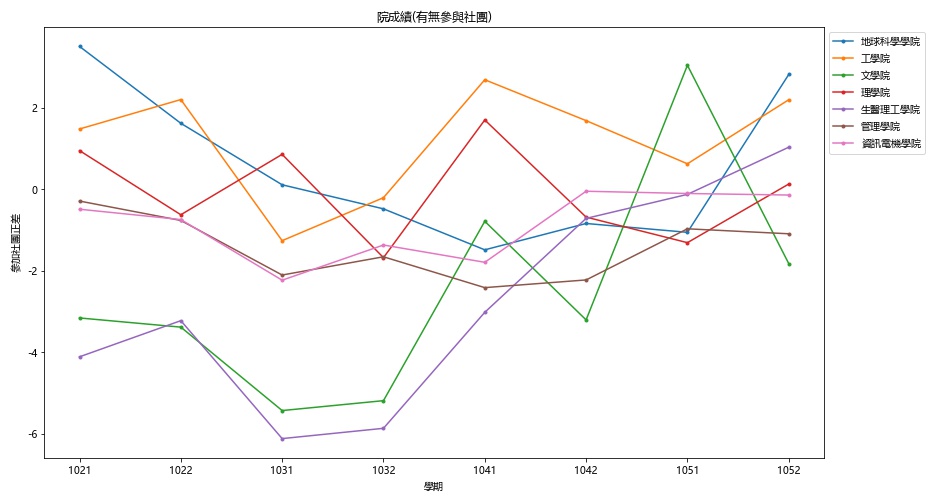 院成績(有無參與社團)
地球科學學院
工學院
文學院
理學院
生醫理工學院
管理學院
資訊電機學院
參加社團正差
2
0
-2
-4
-6
1021 1022 1031 1032 1041 1042 1051 1052
學期